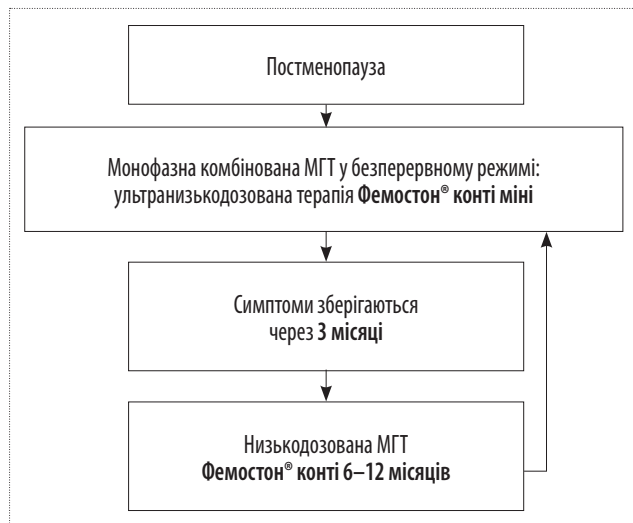 Постменопауза
Монофазна комбінована МГТ у безперервному режимі:
ультранизькодозована терапія Фемостон® конті міні
Симптоми зберігаються
через 3 місяці
Низькодозована МГТ
Фемостон® конті 6–12 місяців